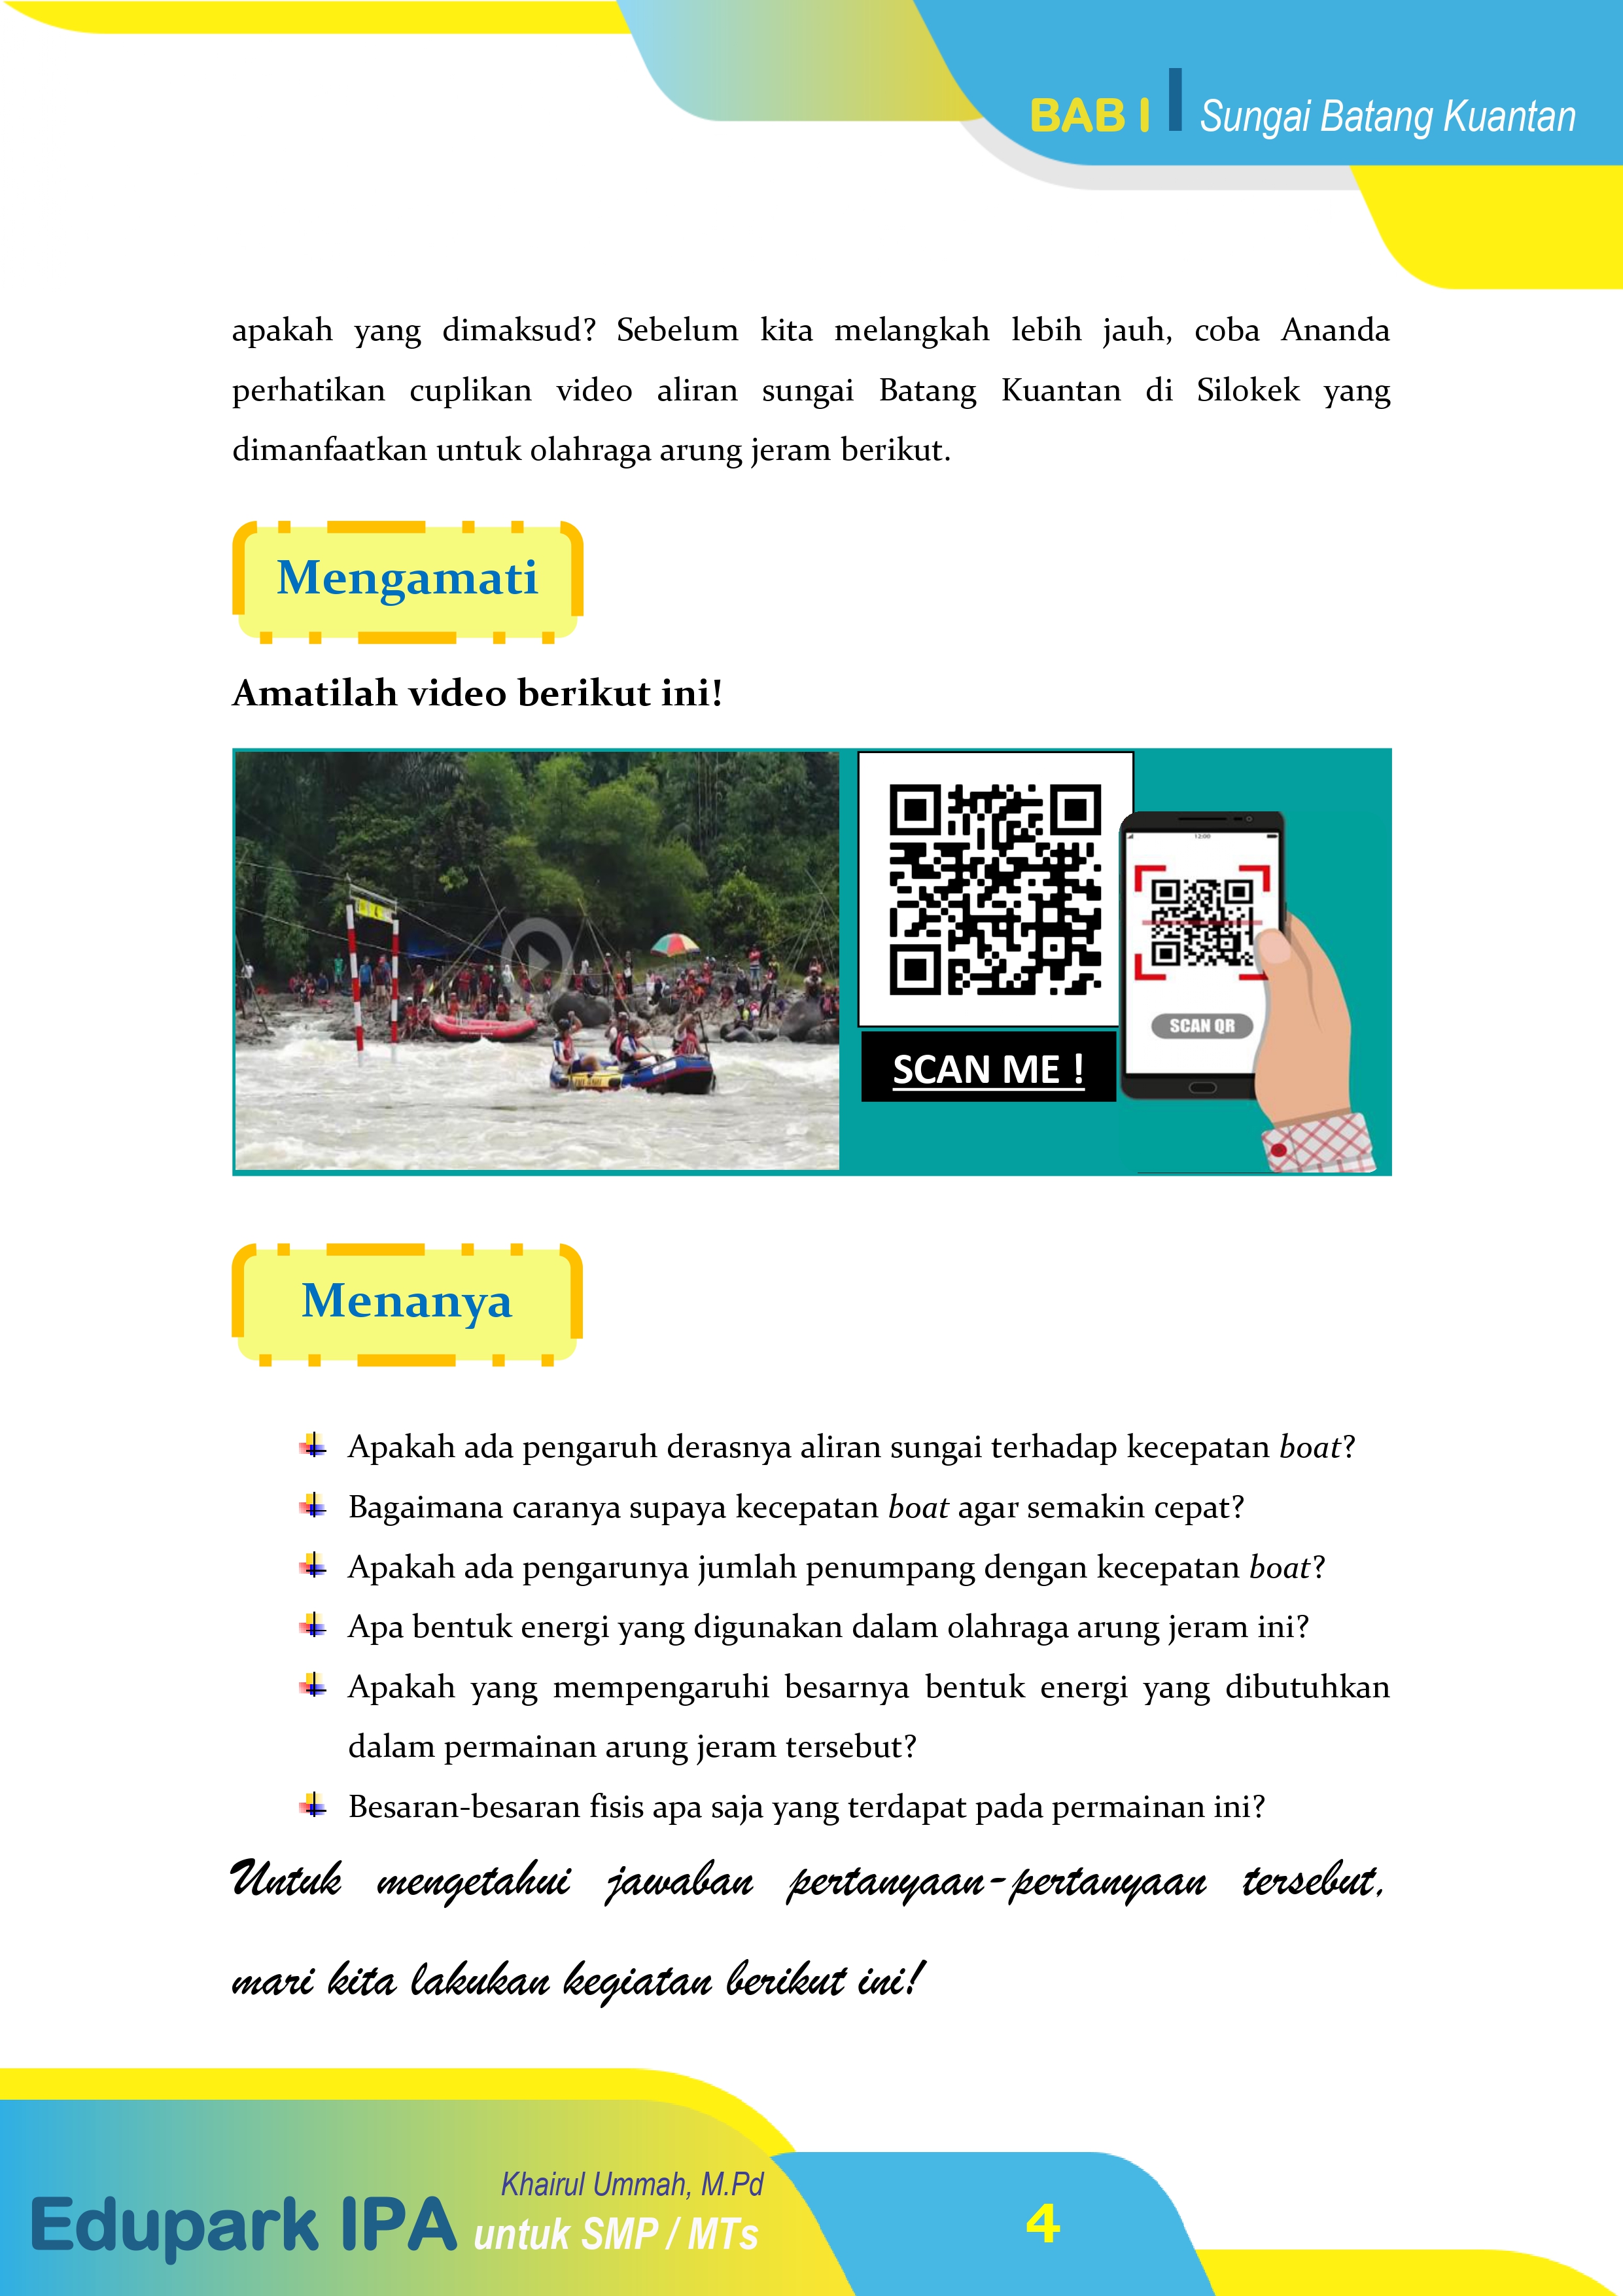 BAB I Sungai Batang Kuantan
apakah yang dimaksud? Sebelum kita melangkah lebih jauh, coba Ananda
perhatikan cuplikan video aliran sungai Batang Kuantan di Silokek yang
dimanfaatkan untuk olahraga arung jeram berikut.
Mengamati
Amatilah video berikut ini!
12:00
SCAN QR
SCAN ME !
Menanya
Apakah ada pengaruh derasnya aliran sungai terhadap kecepatan boat?
Bagaimana caranya supaya kecepatan boat agar semakin cepat?
Apakah ada pengarunya jumlah penumpang dengan kecepatan boat?
Apa bentuk energi yang digunakan dalam olahraga arung jeram ini?
Apakah yang mempengaruhi besarnya bentuk energi yang dibutuhkan
dalam permainan arung jeram tersebut?
Besaran-besaran fisis apa saja yang terdapat pada permainan ini?
Untuk mengetahui jawaban pertanyaan-pertanyaan tersebut,
mari kita lakukan kegiatan berikut ini!
Khairul Ummah, M.Pd
Edupark IPA untuk SMP / MTs
4